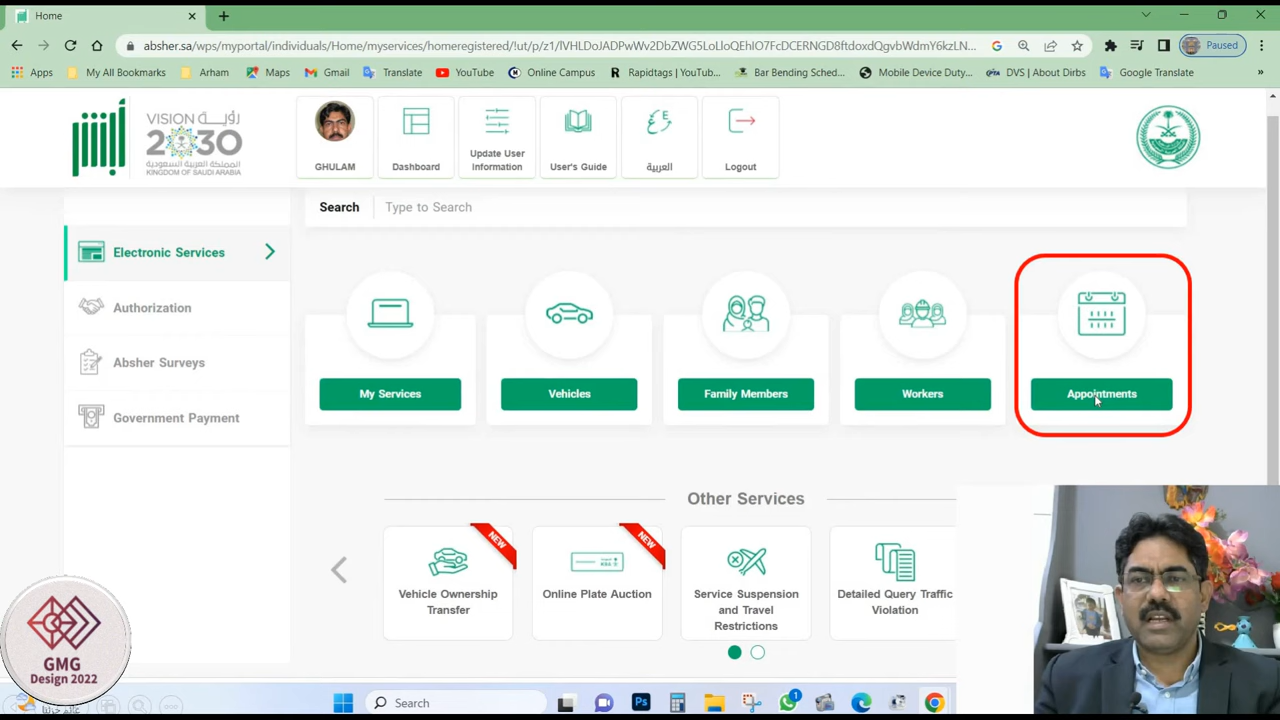 Home
absher.sa/wps/myportal/individuals/Home/myservices/homeregistered/!ut/p/z1/lVHLDoJADPwWv2DbZWG5LoLloQEhIO7FcDCERNGD8ftdoxdQgvbWdmY6kzLN...
Paused
Apps
My All Bookmarks
Arham
Maps
Gmail
Translate
YouTube
Online Campus
Rapidtags | YouTub...
Bar Bending Sched...
Mobile Device Duty...
DVS | About Dirbs
Google Translate
»
أبشر
VISION رؤية
2030
المملكة العربية السعودية
KINGDOM OF SAUDI ARABIA
GHULAM
Dashboard
Update User
information
User's Guide
العربية
Logout
Search
Type to Search
Electronic Services
Authorization
Absher Surveys
Government Payment
My Services
Vehicles
Family Members
Workers
Appointments
Other Services
NEW
Vehicle Ownership
Transfer
NEW
Online Plate Auction
Service Suspension
and Travel
Restrictions
Detailed Query Traffic
Violation
GMG
Design 2022
Search
Ps
1